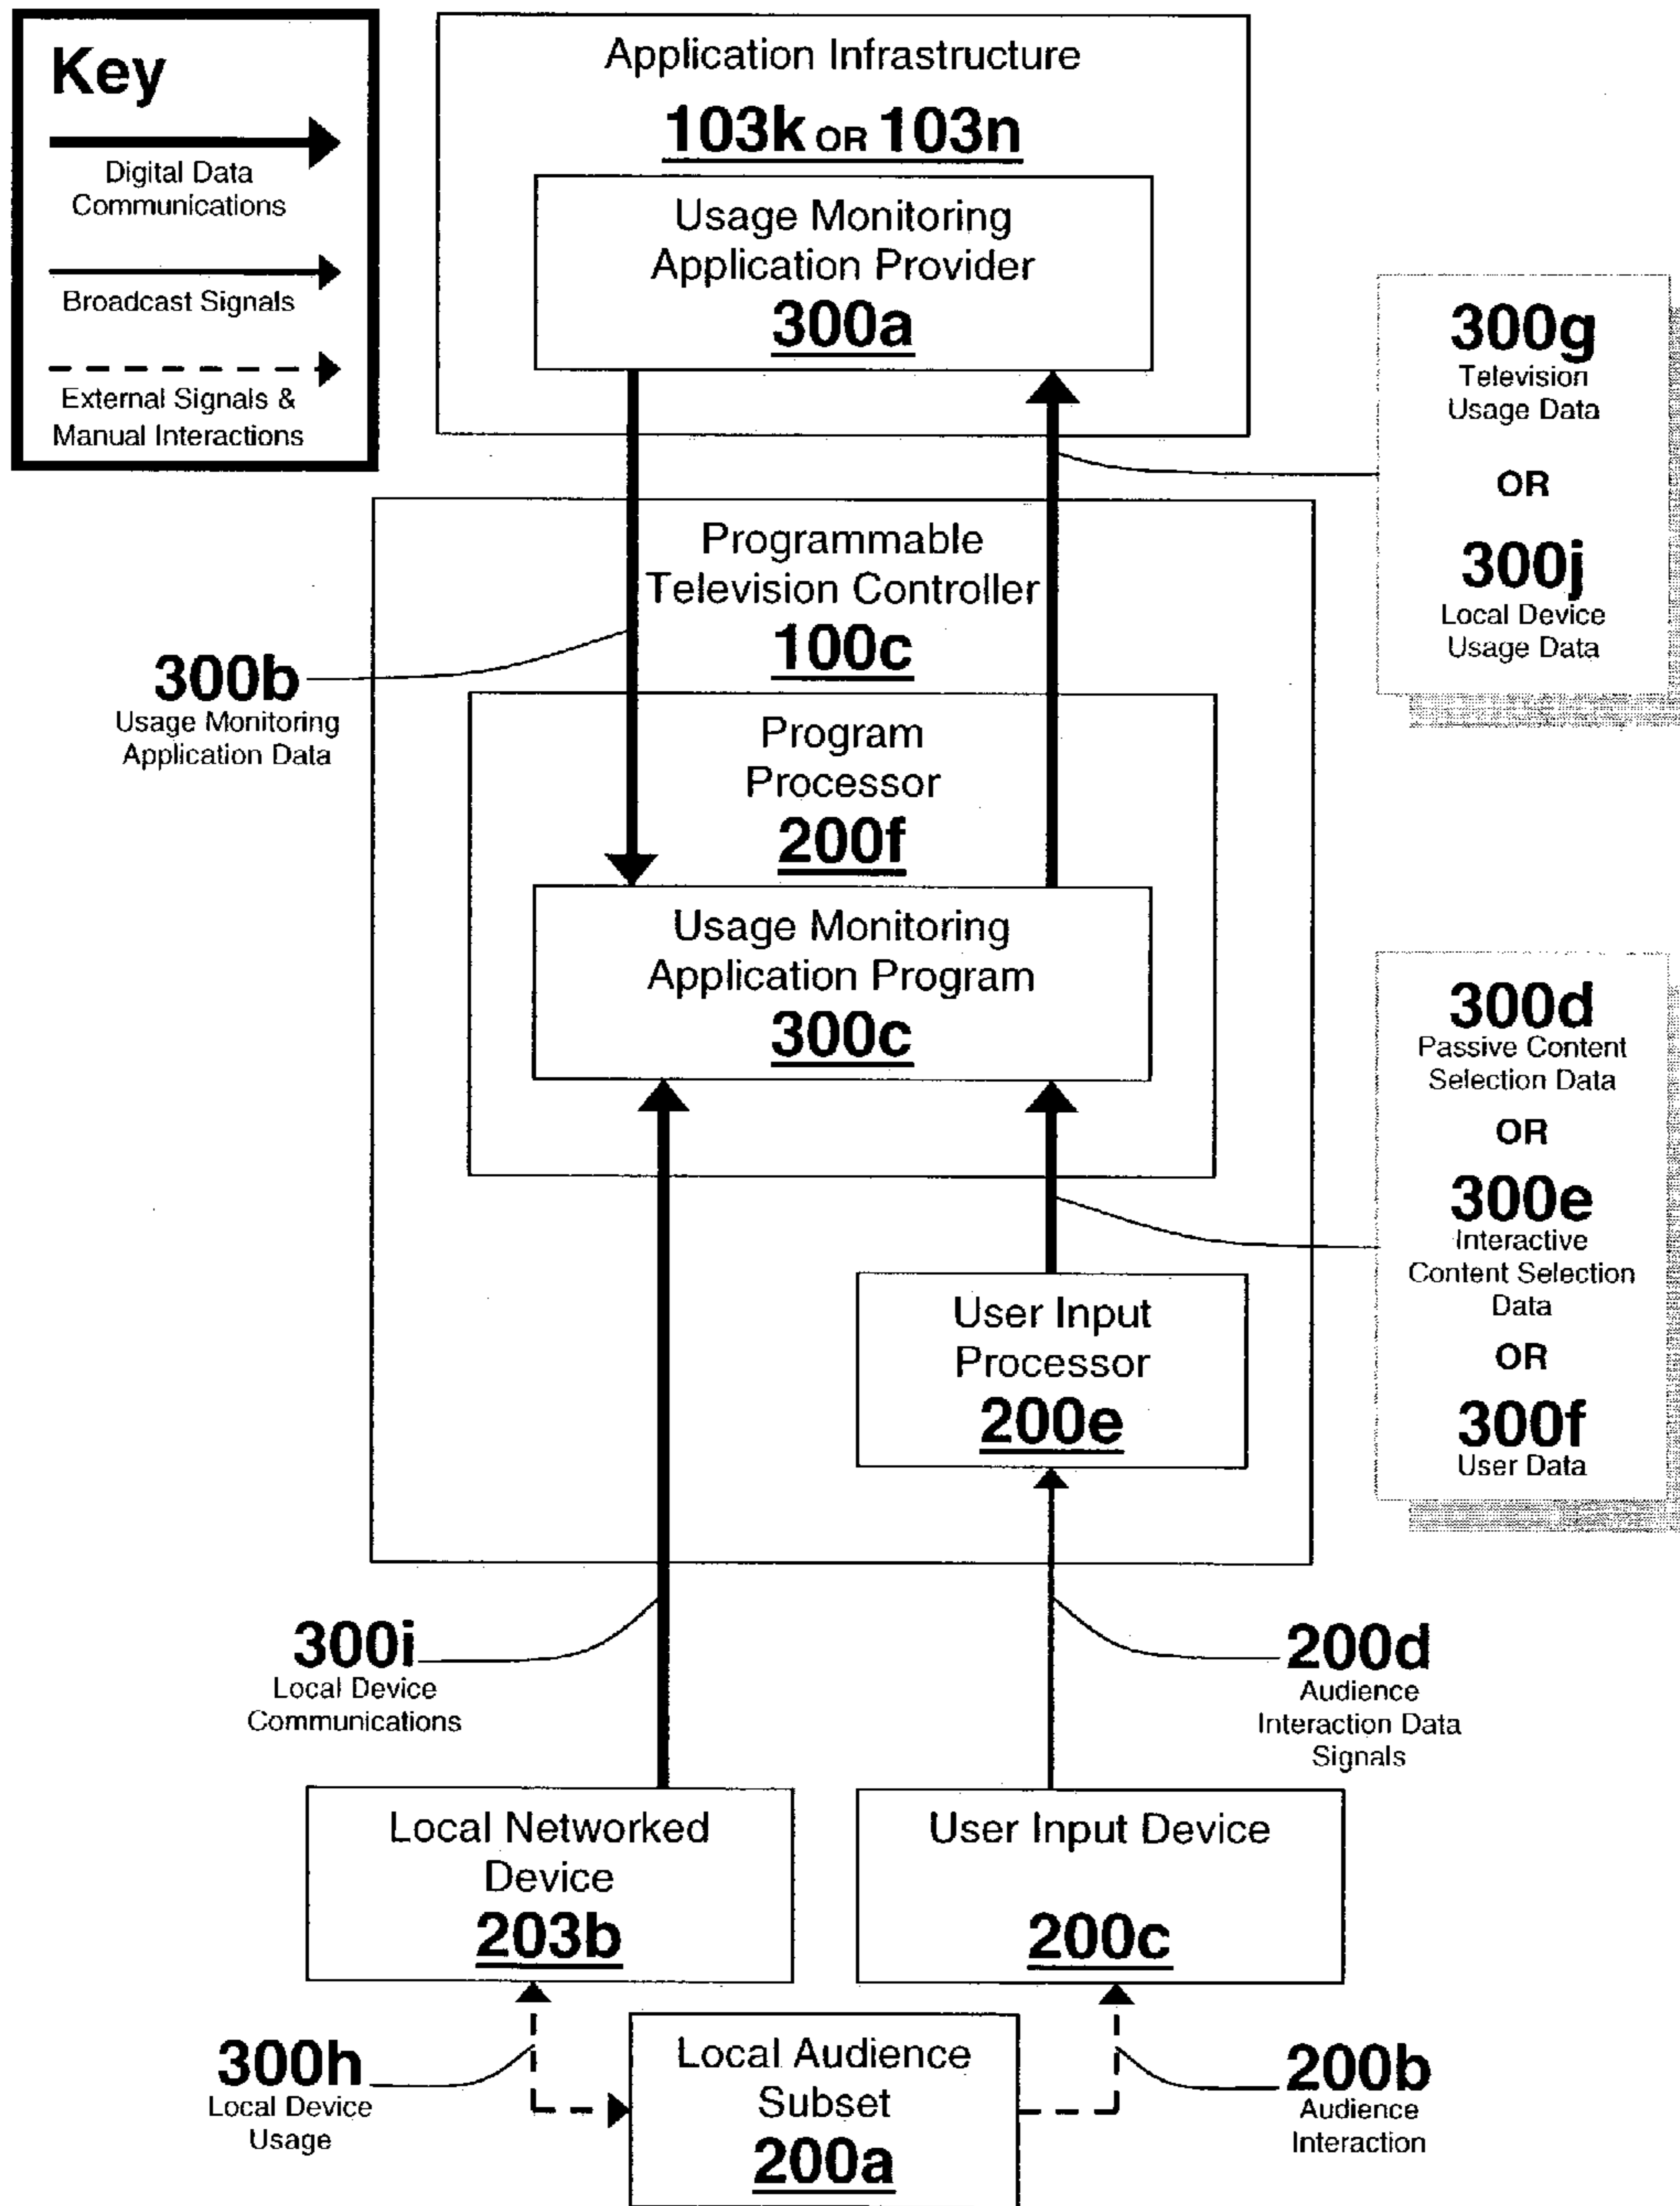 Key
Digital Data
Communications
Broadcast Signals
External Signals &
Manual Interactions
Application Infrastructure
103k OR 103n
Usage Monitoring
Application Provider
300a
300g
Television
Usage Data
OR
300j
Local Device
Usage Data
Programmable
Television Controller
100c
300b
Usage Monitoring
Application Data
Program
Processor
200f
Usage Monitoring
Application Program
300c
300d
Passive Content
Selection Data
OR
300e
Interactive
Content Selection
Data
OR
300f
User Data
User Input
Processor
200e
300i
Local Device
Communications
200d
Audience
Interaction Data
Signals
Local Networked
Device
203b
User Input Device
200c
300h
Local Device
Usage
Local Audience
Subset
200a
200b
Audience
Interaction